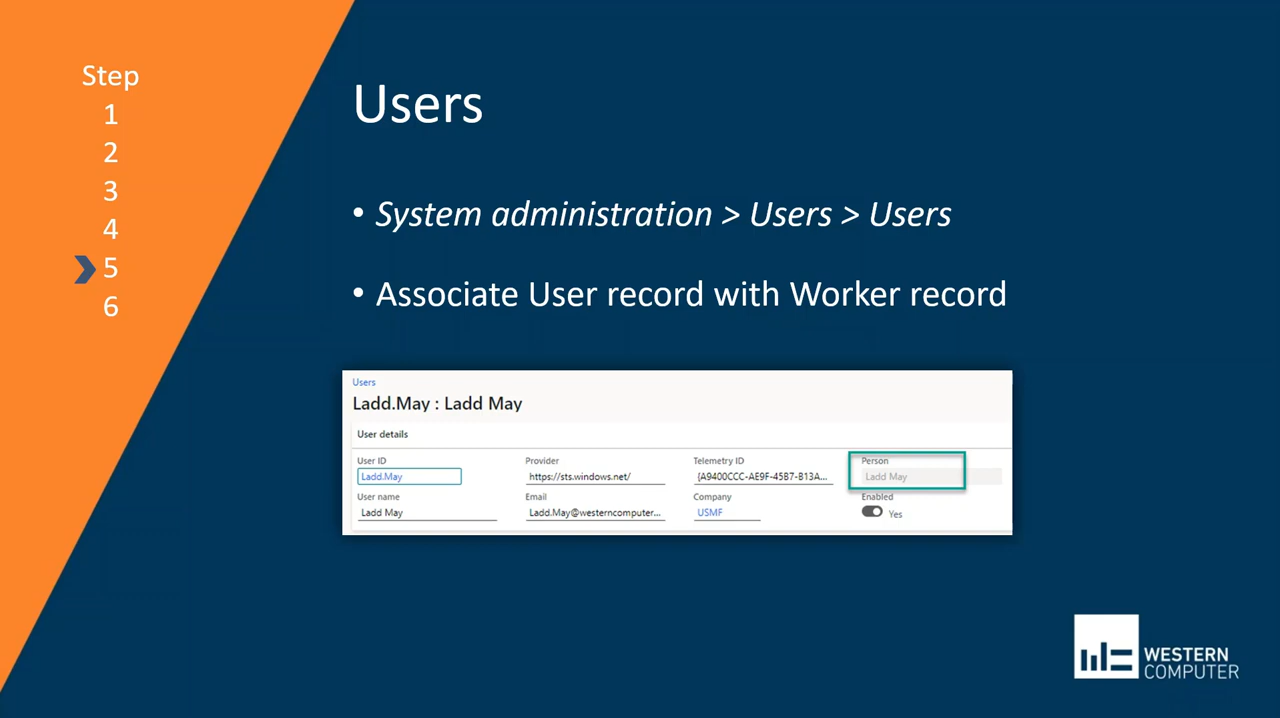 Step
1
2
3
4
5
6
Users
• System administration > Users > Users
• Associate User record with Worker record
Users
Ladd.May : Ladd May
User details
User ID
Provider
Telemetry ID
Person
Ladd.May
https://sts.windows.net/
{A9400CCC-AE9F-45B7-B13A...
Ladd May
User name
Email
Company
Enabled
Ladd May
Ladd.May@westerncomputer...
USMF
Yes
WESTERN
COMPUTER